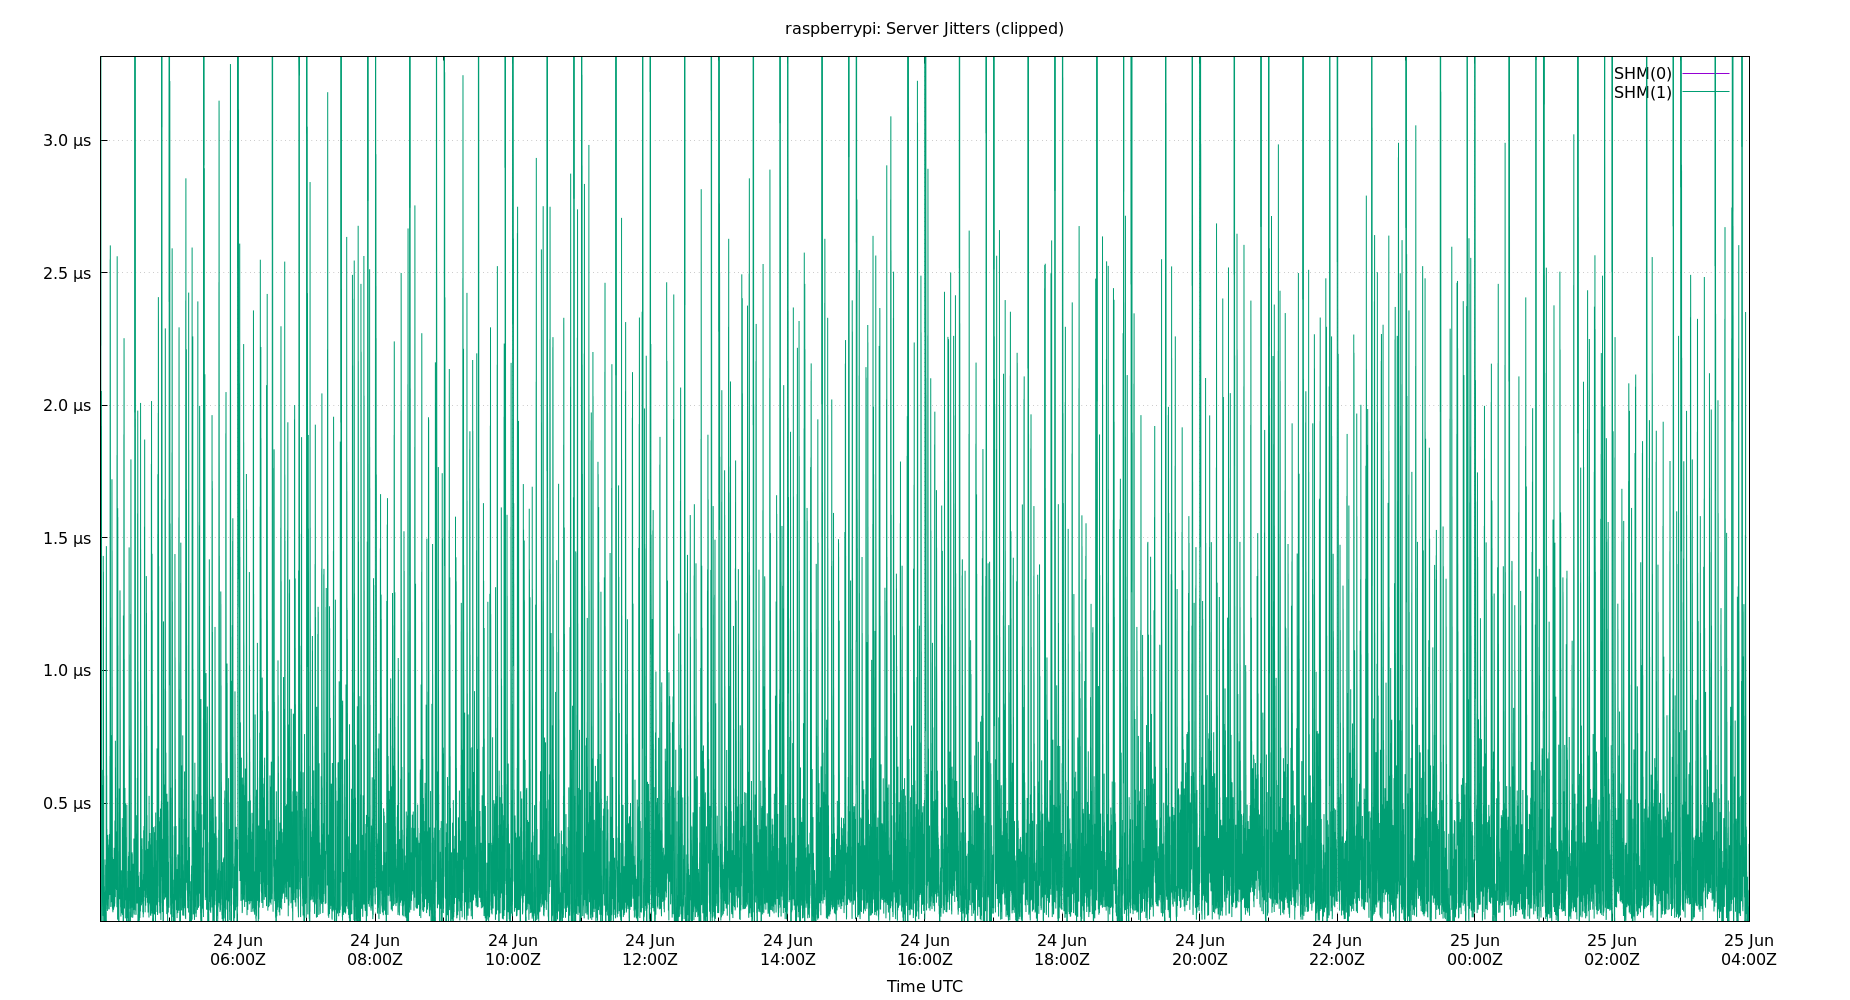 raspberrypi: Server Jitters (clipped)
SHM(0)
SHM(1)
3.0 µs
2.5 µs
2.0 µs
1.5 µs
1.0 µs
0.5 µs
24 Jun 24 Jun 24 Jun 24 Jun 24 Jun 24 Jun 24 Jun 24 Jun 24 Jun 25 Jun 25 Jun 25 Jun
06:00Z 08:00Z 10:00Z 12:00Z 14:00Z 16:00Z 18:00Z 20:00Z 22:00Z 00:00Z 02:00Z 04:00Z
Time UTC